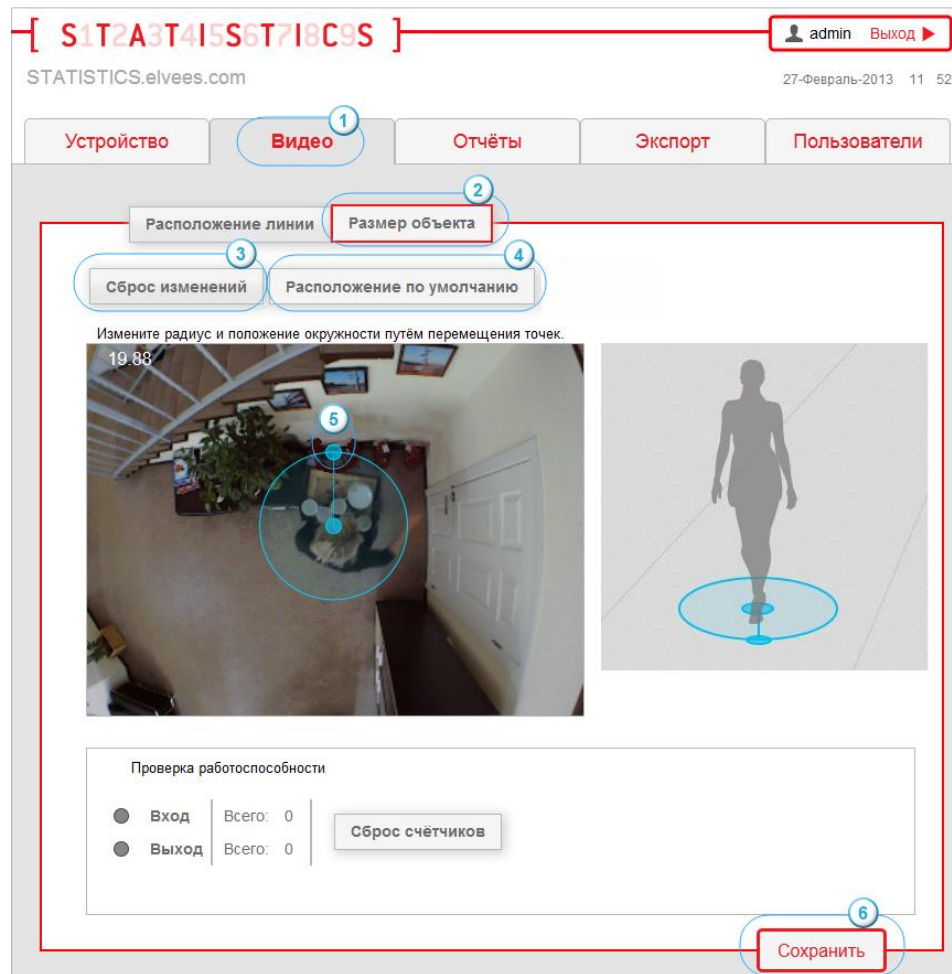 [ S1T2A3T4I5S6T7I8C9S ]
admin Выход
STATISTICS.elvees.com
27-Февраль-2013 11 52
1
Устройство Видео Отчёты Экспорт Пользователи
2
Расположение линии Размер объекта
3 4
Сброс изменений Расположение по умолчанию
Измените радиус и положение окружности путём перемещения точек.
19.88
5
Проверка работоспособности
Вход Всего: 0
Выход Всего: 0
Сброс счётчиков
6
Сохранить